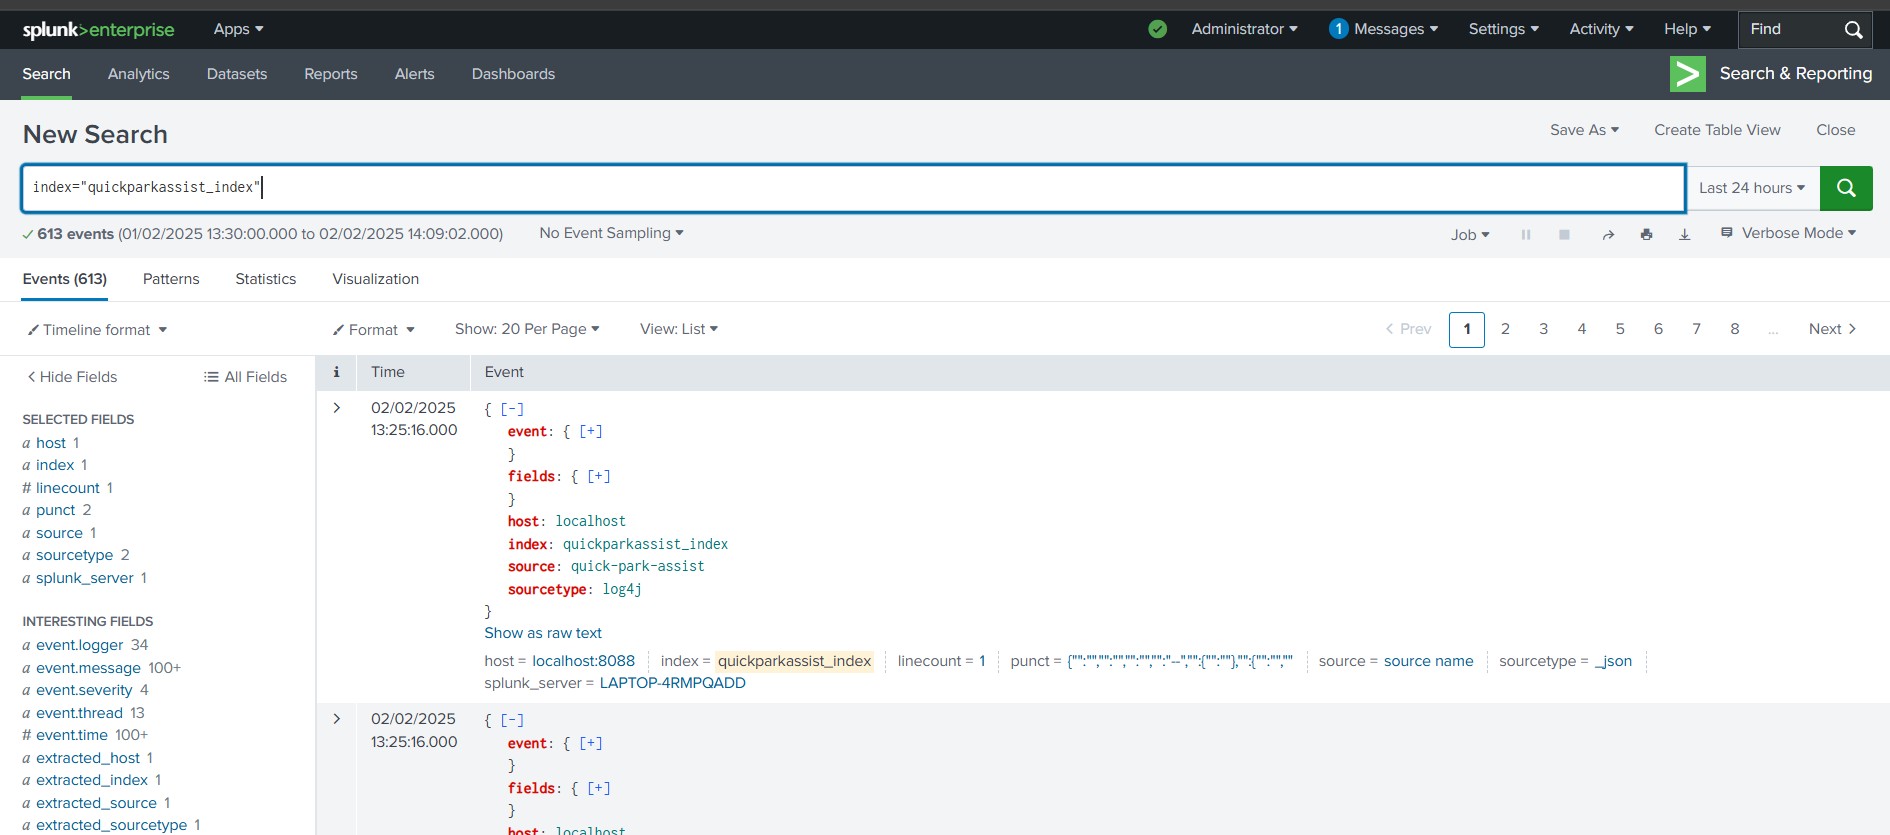 splunk>enterprise Apps Administrator 1 Messages Settings Activity Help Find
Search Analytics Datasets Reports Alerts Dashboards > Search & Reporting
New Search Save As Create Table View Close
index="quickparkassist_index" Last 24 hours
613 events (01/02/2025 13:30:00.000 to 02/02/2025 14:09:02.000) No Event Sampling Job Verbose Mode
Events (613) Patterns Statistics Visualization
Timeline format Format Show: 20 Per Page View: List < Prev 1 2 3 4 5 6 7 8 ... Next >
< Hide Fields All Fields
SELECTED FIELDS
a host 1
a index 1
# linecount 1
a punct 2
a source 1
a sourcetype 2
a splunk_server 1
INTERESTING FIELDS
a event.logger 34
a event.message 100+
a event.severity 4
a event.thread 13
# event.time 100+
a extracted_host 1
a extracted_index 1
a extracted_source 1
a extracted_sourcetype 1
i Time Event
> 02/02/2025 { [-]
13:25:16.000 event: { [+]
}
fields: { [+]
}
host: localhost
index: quickparkassist_index
source: quick-park-assist
sourcetype: log4j
}
Show as raw text
host = localhost:8088 index = quickparkassist_index linecount = 1 punct = {"":"","":"","":"","":"--","":{"":""},"":{"":"","" source = source name sourcetype = _json
splunk_server = LAPTOP-4RMPQADD
> 02/02/2025 { [-]
13:25:16.000 event: { [+]
}
fields: { [+]
}
host: localhost